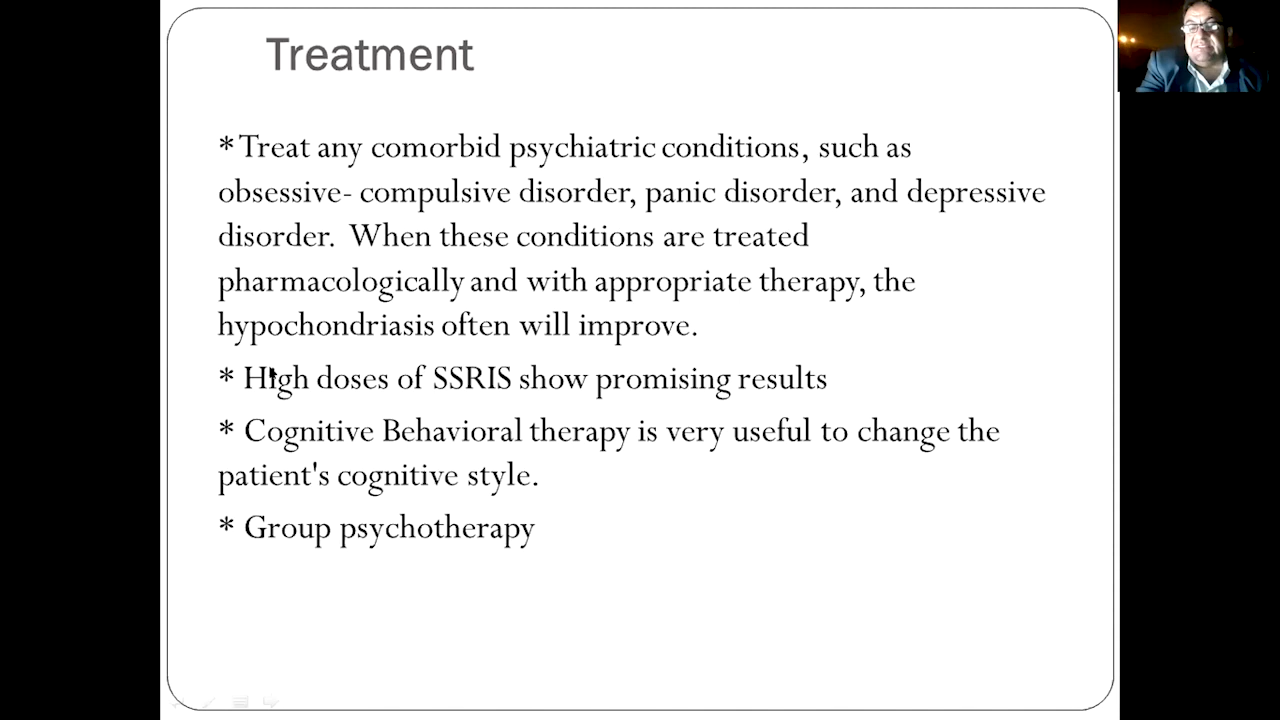 Treatment
* Treat any comorbid psychiatric conditions, such as
obsessive- compulsive disorder, panic disorder, and depressive
disorder.  When these conditions are treated
pharmacologically and with appropriate therapy, the
hypochondriasis often will improve.
* High doses of SSRIS show promising results
* Cognitive Behavioral therapy is very useful to change the
patient's cognitive style.
* Group psychotherapy